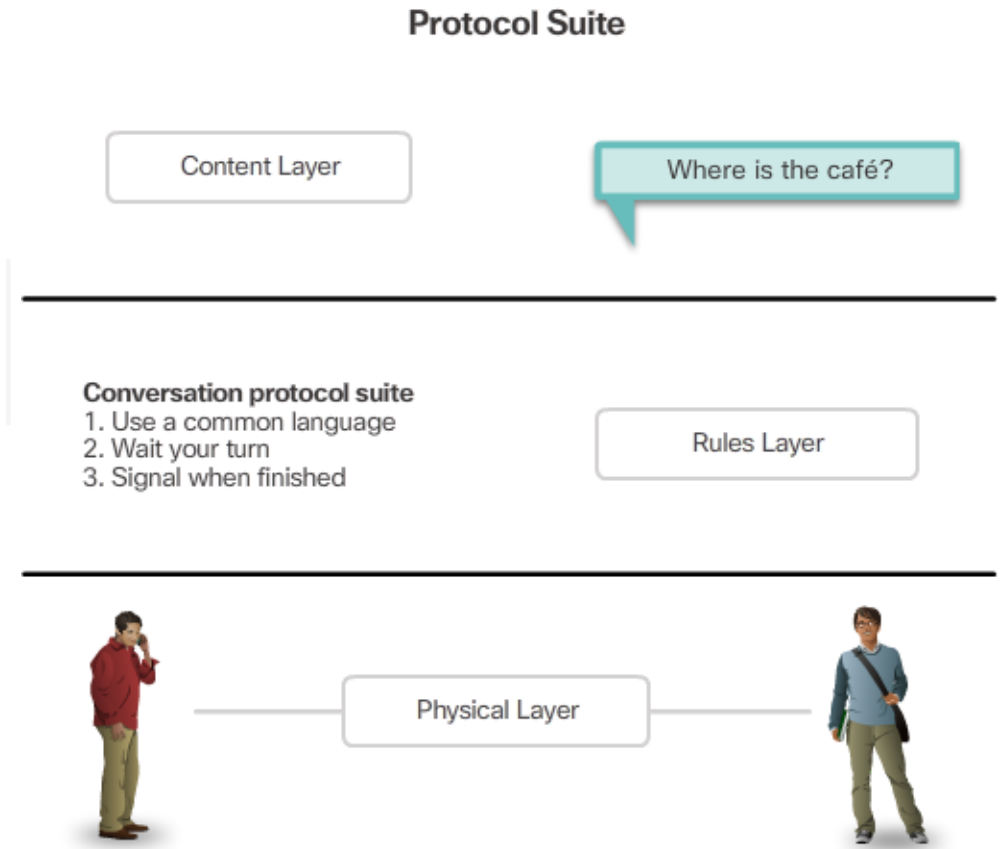 Protocol Suite
Content Layer
Where is the café?
Conversation protocol suite
1. Use a common language
2. Wait your turn
3. Signal when finished
Rules Layer
Physical Layer